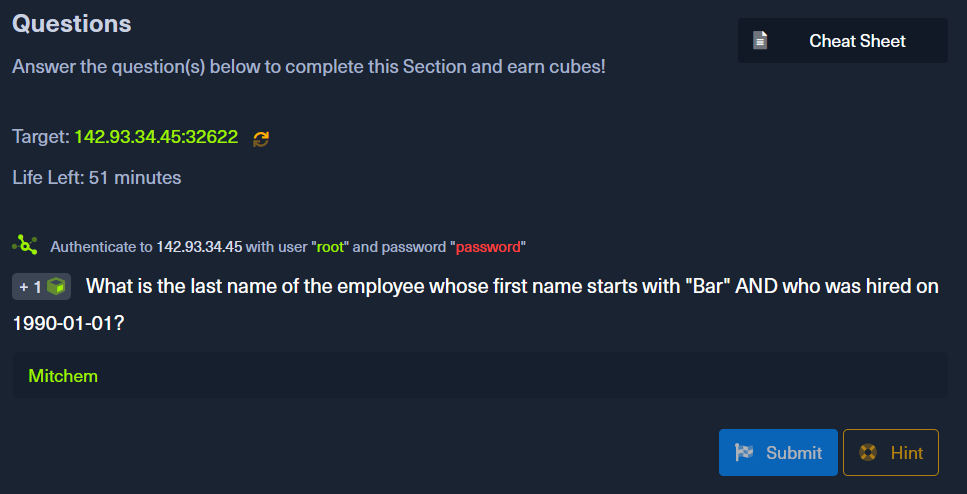 Questions
Cheat Sheet
Answer the question(s) below to complete this Section and earn cubes!
Target: 142.93.34.45:32622
Life Left: 51 minutes
Authenticate to 142.93.34.45 with user "root" and password "password"
+ 1 What is the last name of the employee whose first name starts with "Bar" AND who was hired on
1990-01-01?
Mitchem
Submit
Hint